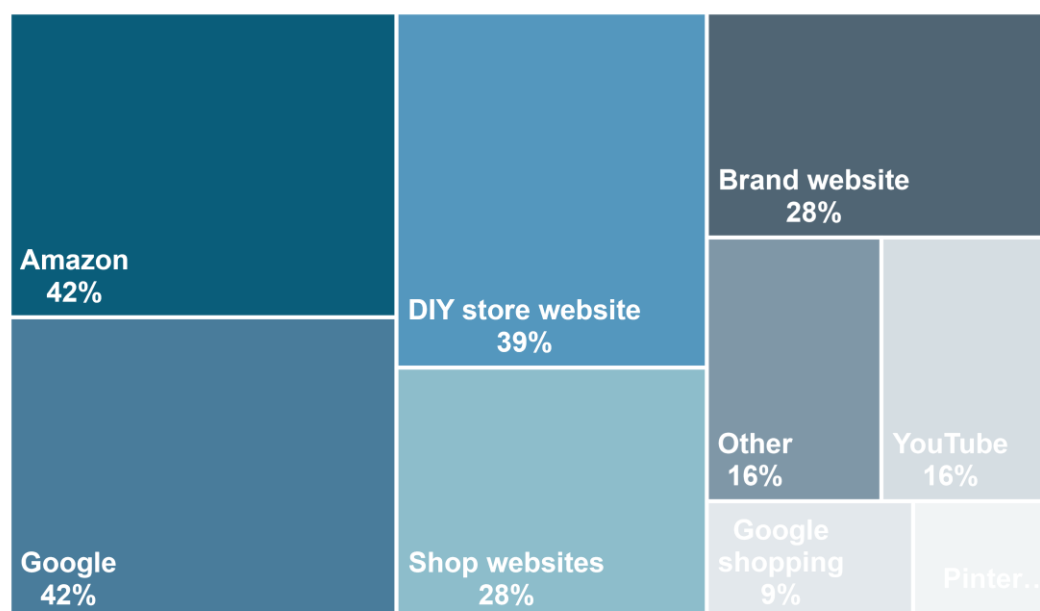 Amazon
42%
Google
42%
DIY store website
39%
Shop websites
28%
Brand website
28%
Other
16%
YouTube
16%
Google
shopping
9%
Pinter...